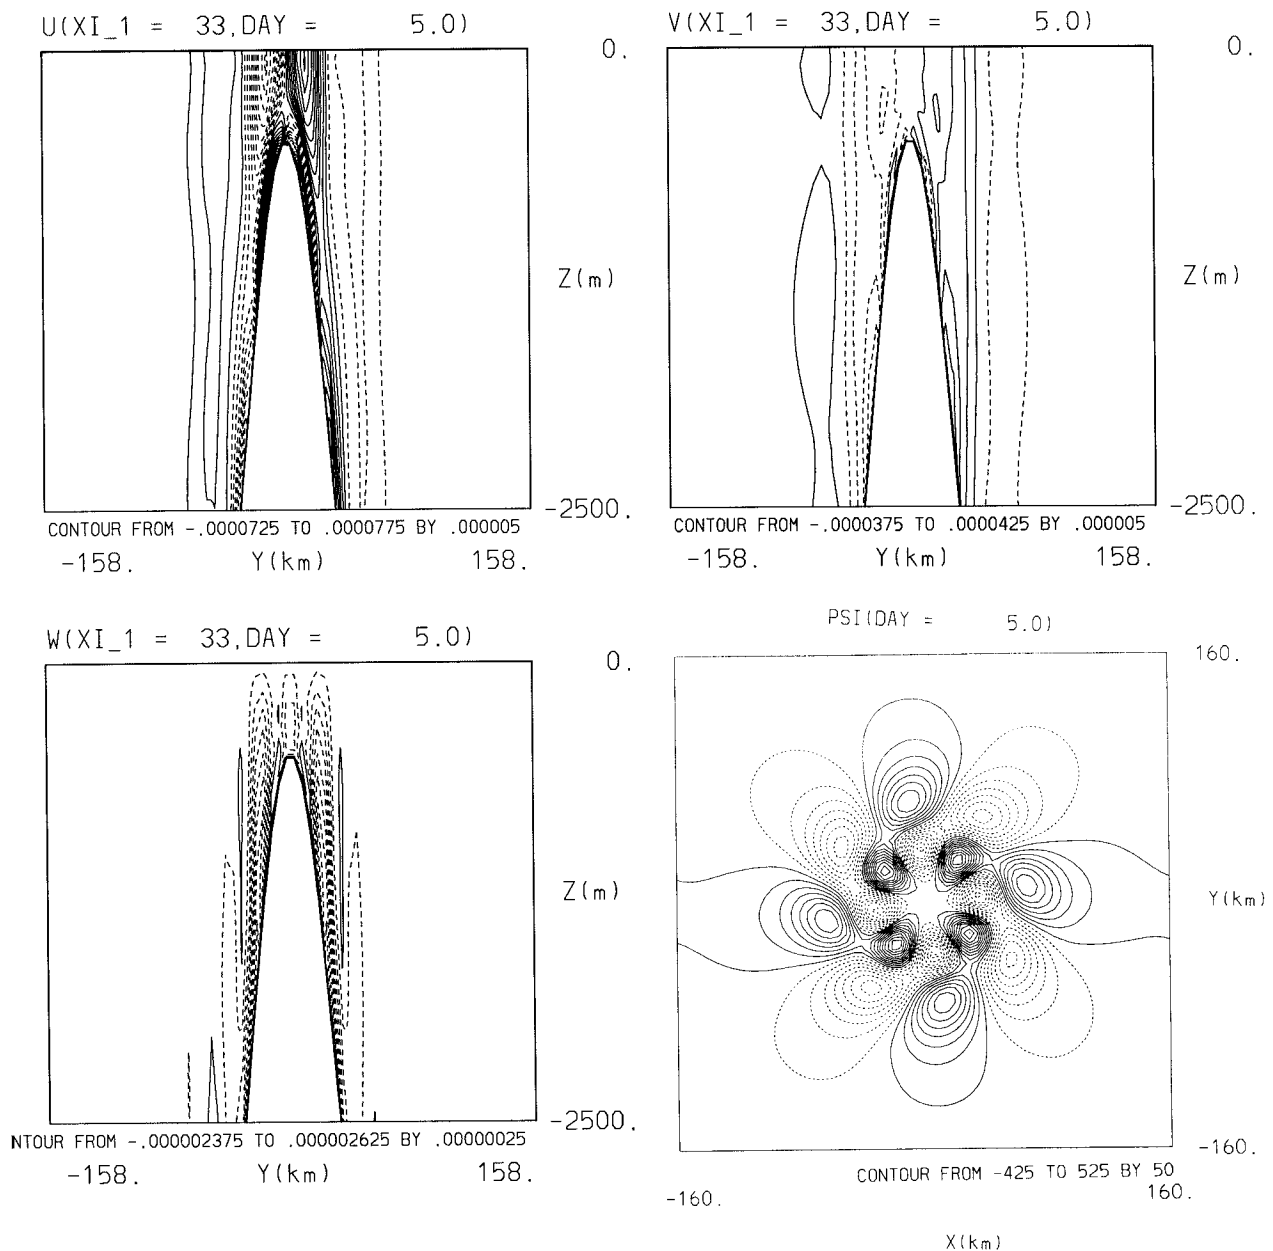 U(XI_1 = 33,DAY = 5.0)
0.
Z(m)
-2500.
CONTOUR FROM -.0000725 TO .0000775 BY .000005
-158. Y(km) 158.
V(XI_1 = 33,DAY = 5.0)
0.
Z(m)
-2500.
CONTOUR FROM -.0000375 TO .0000425 BY .000005
-158. Y(km) 158.
W(XI_1 = 33,DAY = 5.0)
0.
Z(m)
-2500.
NTOUR FROM -.000002375 TO .000002625 BY .00000025
-158. Y(km) 158.
PSI(DAY = 5.0)
160.
Y(km)
-160.
CONTOUR FROM -425 TO 525 BY 50
-160. 160.
X(km)